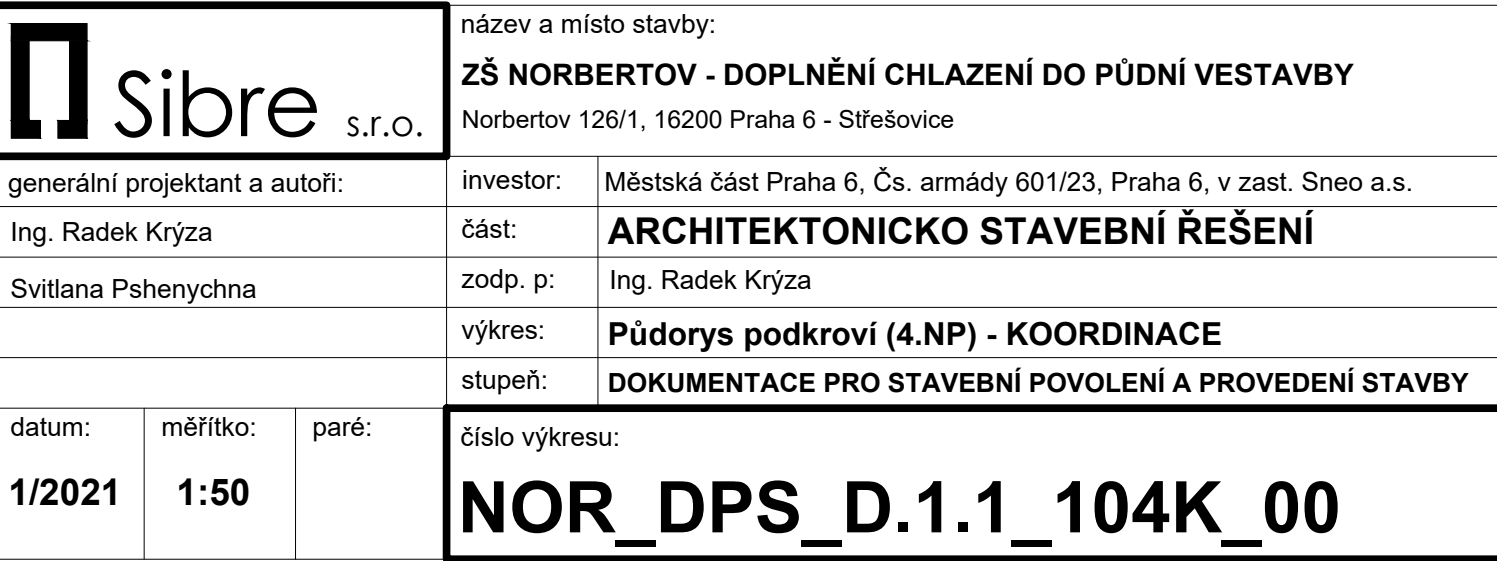 Sibre s.r.o.
název a místo stavby:
ZŠ NORBERTOV - DOPLNĚNÍ CHLAZENÍ DO PŮDNÍ VESTAVBY
Norbertov 126/1, 16200 Praha 6 - Střešovice
generální projektant a autoři:
Ing. Radek Krýza
Svitlana Pshenychna
investor: Městská část Praha 6, Čs. armády 601/23, Praha 6, v zast. Sneo a.s.
část: ARCHITEKTONICKO STAVEBNÍ ŘEŠENÍ
zodp. p: Ing. Radek Krýza
výkres: Půdorys podkroví (4.NP) - KOORDINACE
stupeň: DOKUMENTACE PRO STAVEBNÍ POVOLENÍ A PROVEDENÍ STAVBY
datum: měřítko: paré:
1/2021 1:50
číslo výkresu:
NOR_DPS_D.1.1_104K_00